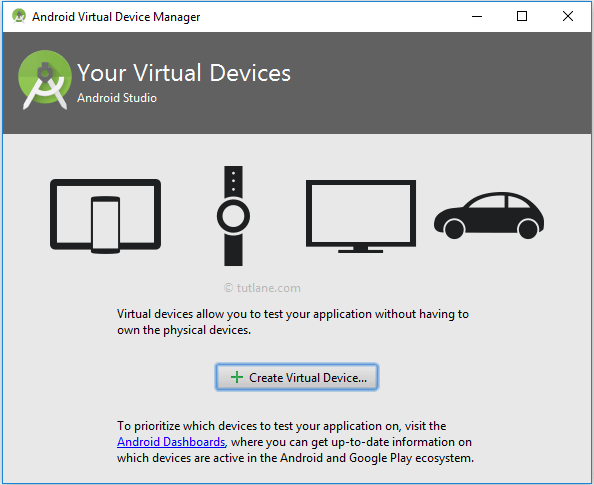 Android Virtual Device Manager
Your Virtual Devices
Android Studio
© tutlane.com
Virtual devices allow you to test your application without having to
own the physical devices.
Create Virtual Device...
To prioritize which devices to test your application on, visit the
Android Dashboards, where you can get up-to-date information on
which devices are active in the Android and Google Play ecosystem.